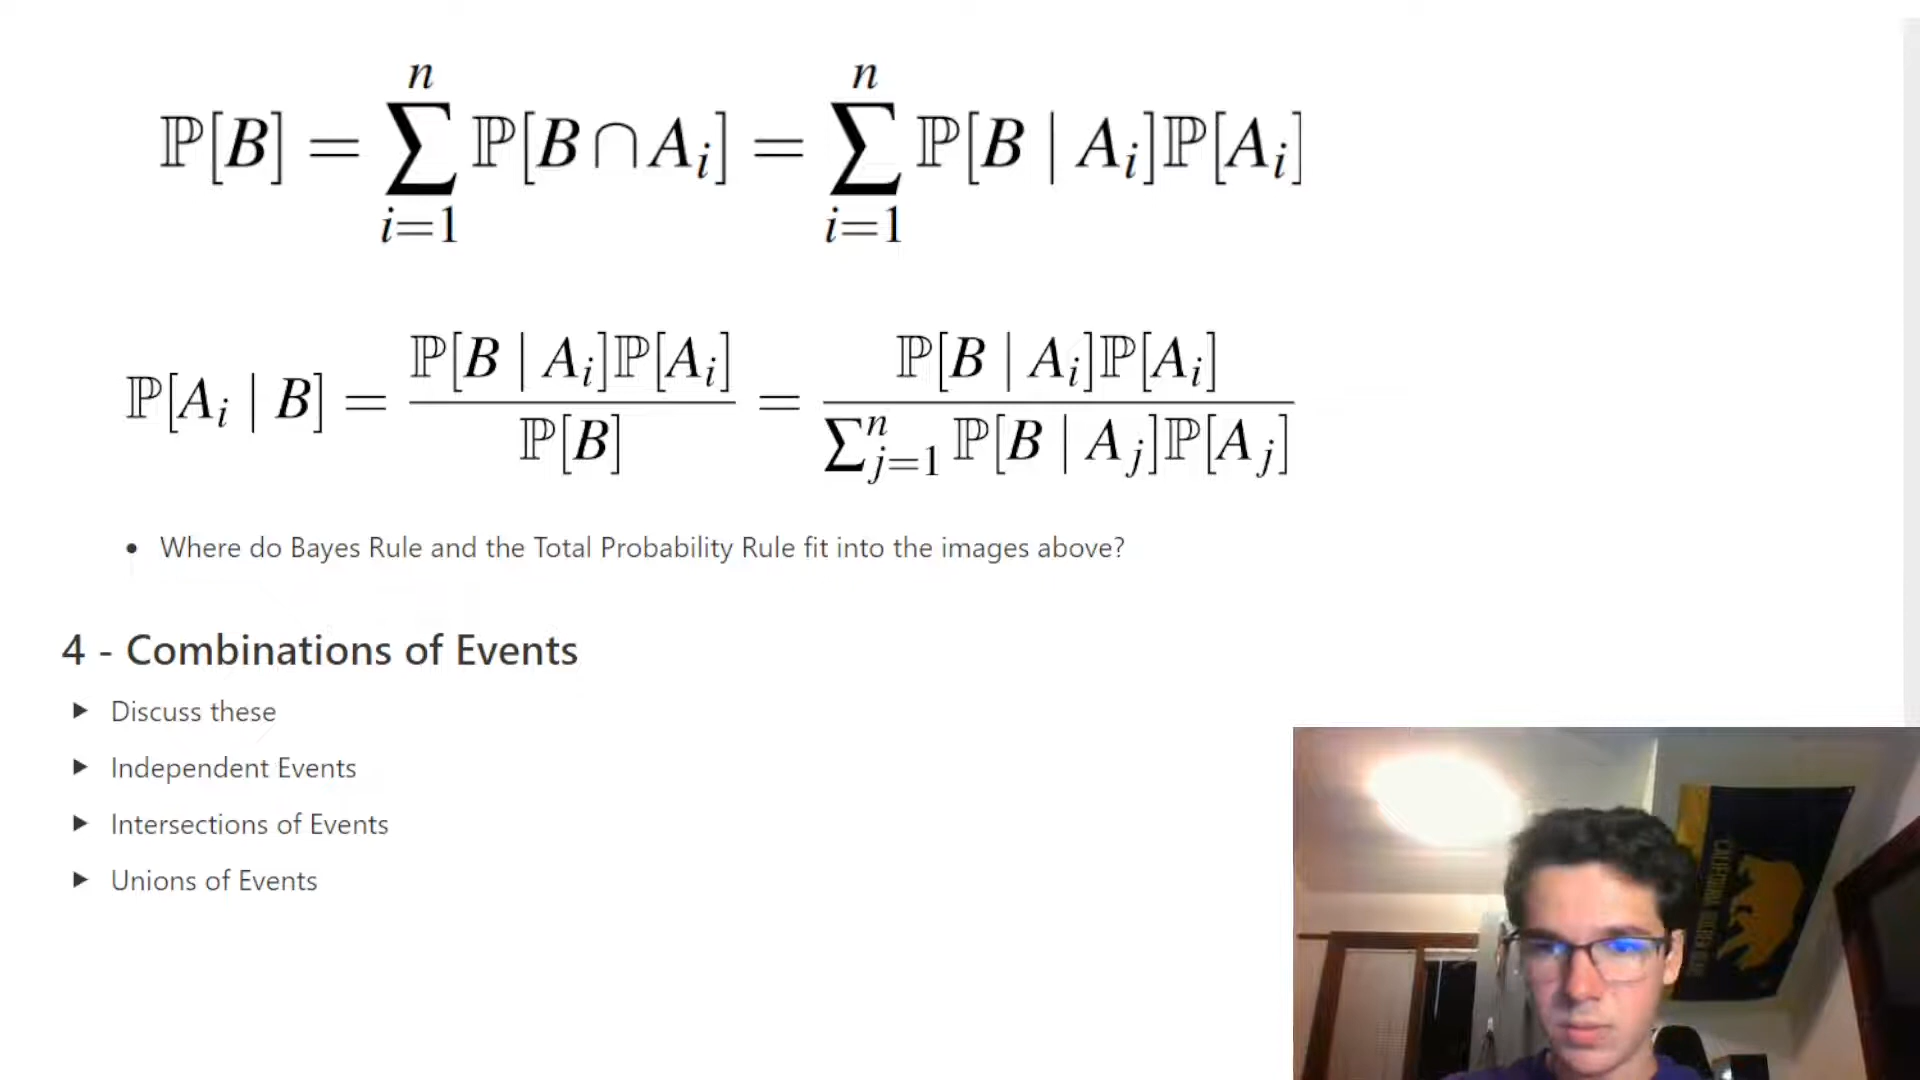 ℙ[B] = ∑_{i=1}^{n} ℙ[B ∩ A_i] = ∑_{i=1}^{n} ℙ[B | A_i]ℙ[A_i]
ℙ[A_i | B] = ℙ[B | A_i]ℙ[A_i] / ℙ[B] = ℙ[B | A_i]ℙ[A_i] / ∑_{j=1}^{n} ℙ[B | A_j]ℙ[A_j]
• Where do Bayes Rule and the Total Probability Rule fit into the images above?
4 - Combinations of Events
▶ Discuss these
▶ Independent Events
▶ Intersections of Events
▶ Unions of Events
CALIFORNIA